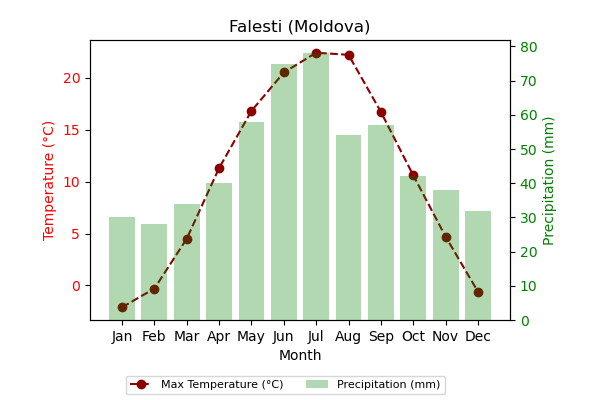 Falesti (Moldova)
Temperature (°C)
20
15
10
5
0
80
70
60
50
40
30
20
10
0
Precipitation (mm)
Jan Feb Mar Apr May Jun Jul Aug Sep Oct Nov Dec
Month
Max Temperature (°C) Precipitation (mm)